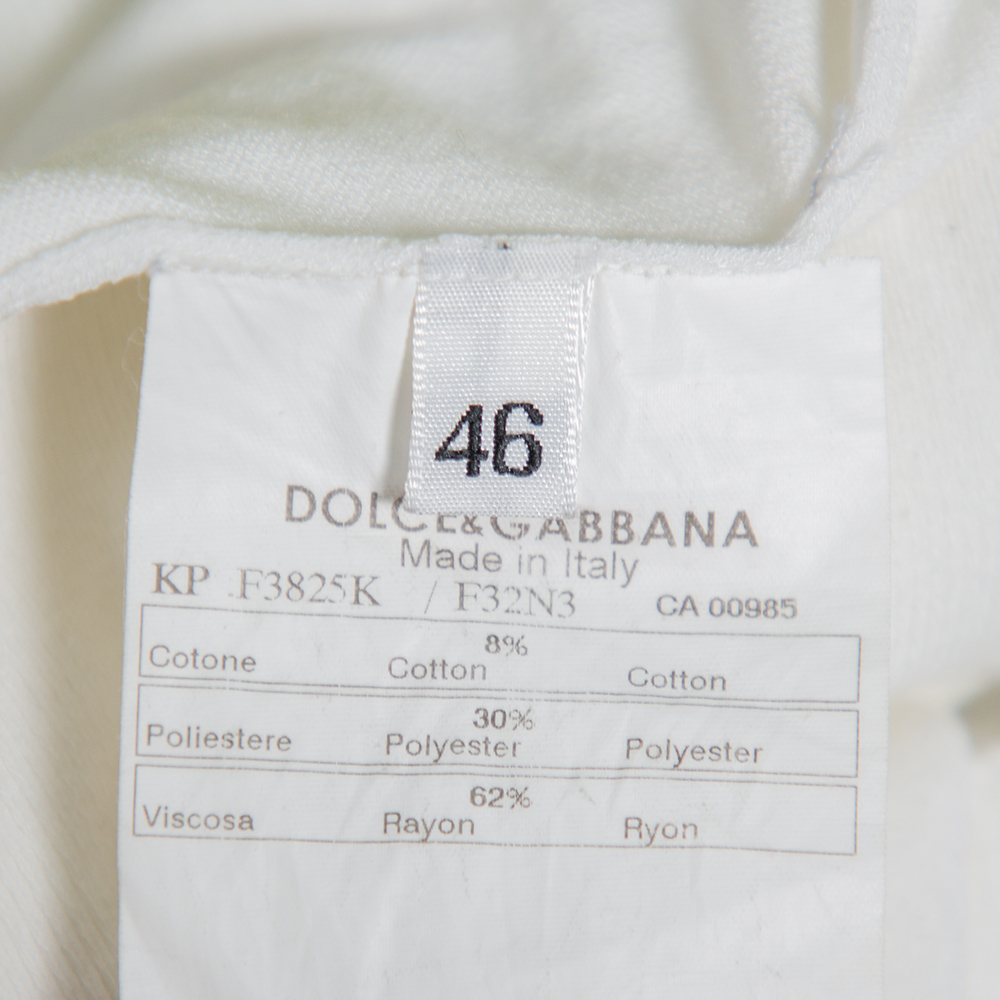 46
DOLCE&GABBANA
Made in Italy
KP F3825K / F32N3 CA 00985
8%
Cotone Cotton Cotton
30%
Poliestere Polyester Polyester
62%
Viscosa Rayon Ryon